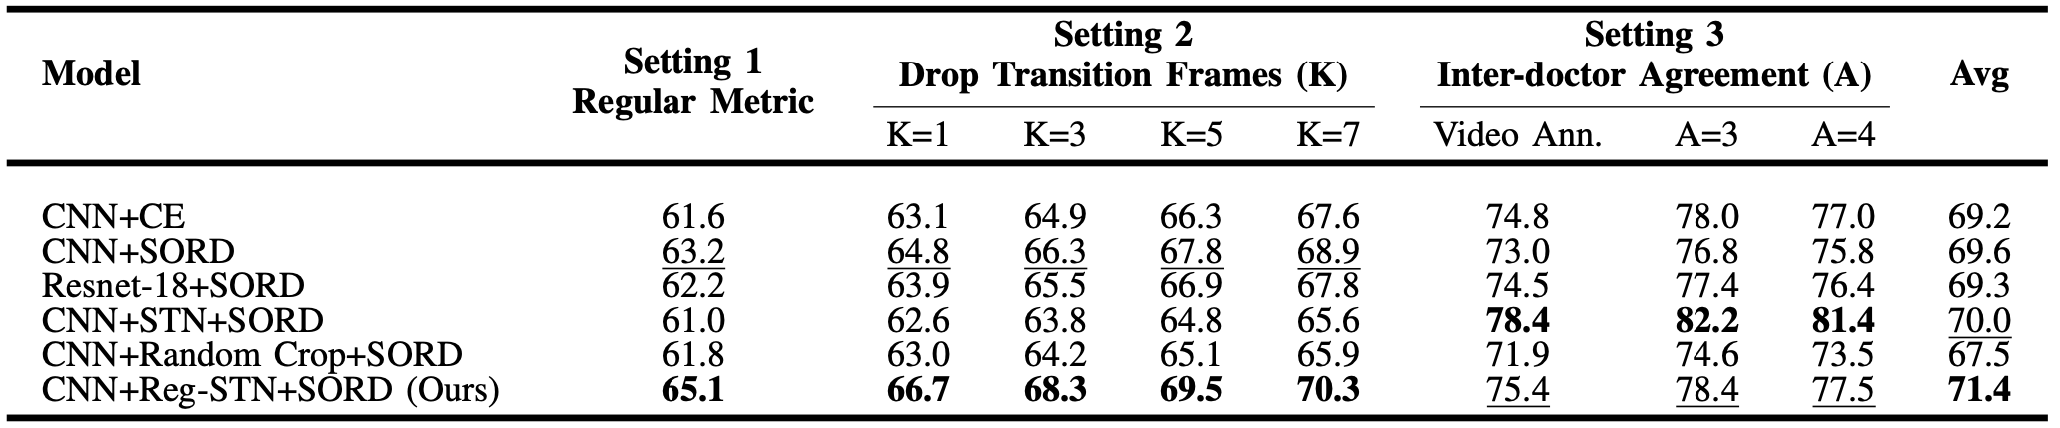 Model Setting 1 Regular Metric Setting 2 Drop Transition Frames (K) Setting 3 Inter-doctor Agreement (A) Avg
K=1 K=3 K=5 K=7 Video Ann. A=3 A=4
CNN+CE 61.6 63.1 64.9 66.3 67.6 74.8 78.0 77.0 69.2
CNN+SORD 63.2 64.8 66.3 67.8 68.9 73.0 76.8 75.8 69.6
Resnet-18+SORD 62.2 63.9 65.5 66.9 67.8 74.5 77.4 76.4 69.3
CNN+STN+SORD 61.0 62.6 63.8 64.8 65.6 78.4 82.2 81.4 70.0
CNN+Random Crop+SORD 61.8 63.0 64.2 65.1 65.9 71.9 74.6 73.5 67.5
CNN+Reg-STN+SORD (Ours) 65.1 66.7 68.3 69.5 70.3 75.4 78.4 77.5 71.4